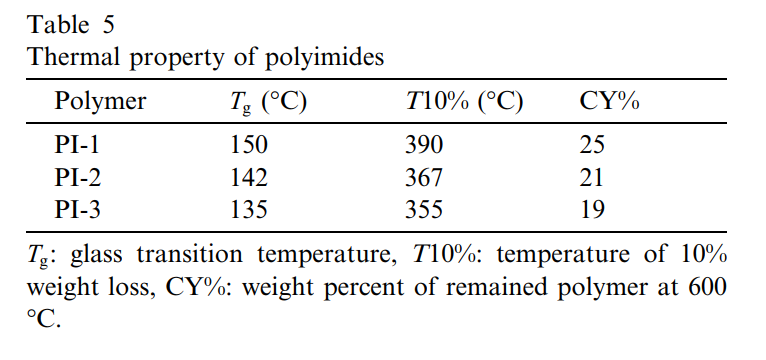 Table 5
Thermal property of polyimides
Polymer Tg (°C) T10% (°C) CY%
PI-1 150 390 25
PI-2 142 367 21
PI-3 135 355 19
Tg: glass transition temperature, T10%: temperature of 10%
weight loss, CY%: weight percent of remained polymer at 600
°C.